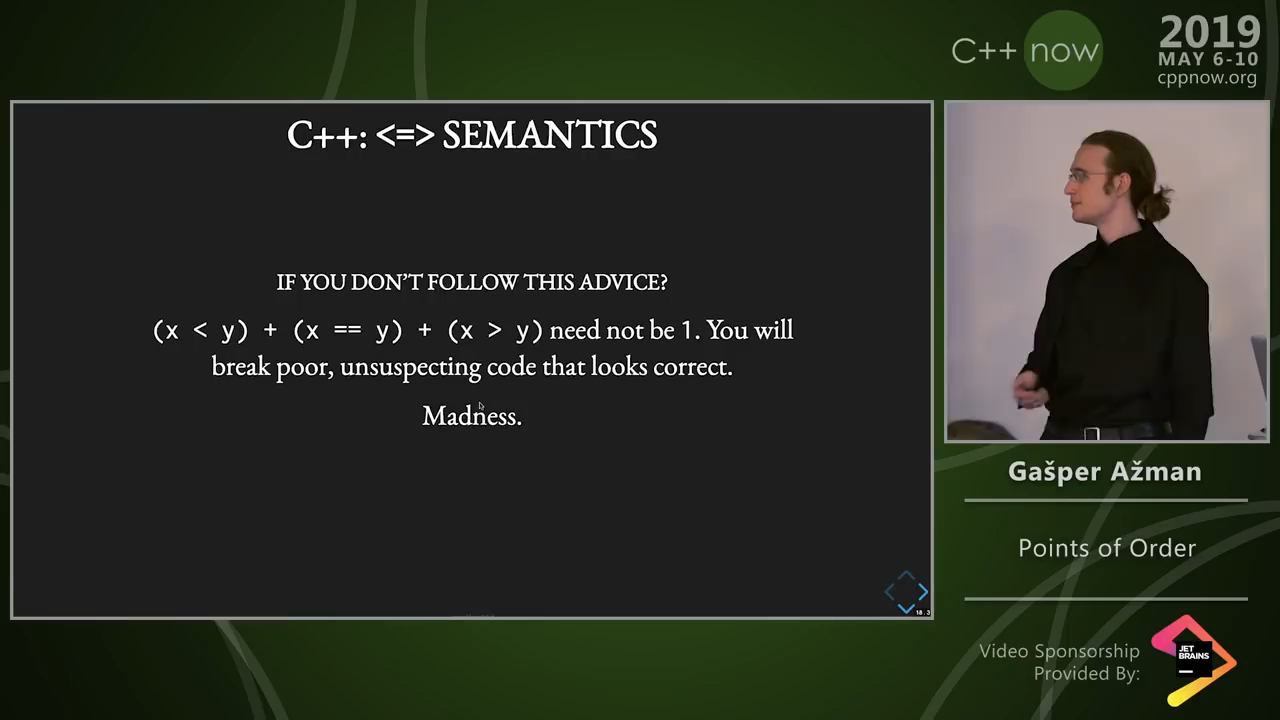 C++ now
2019
MAY 6-10
cppnow.org
C++: <=> SEMANTICS
IF YOU DON’T FOLLOW THIS ADVICE?
(x < y) + (x == y) + (x > y) need not be 1. You will
break poor, unsuspecting code that looks correct.
Madness.
18.3
Gašper Ažman
Points of Order
Video Sponsorship
Provided By:
JET
BRAINS